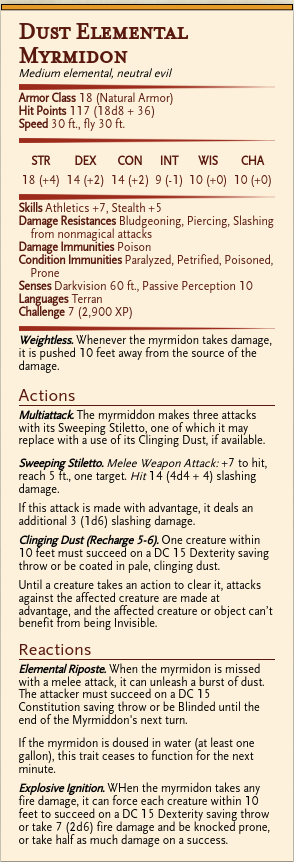 Dust Elemental
Myrmidon
Medium elemental, neutral evil
Armor Class 18 (Natural Armor)
Hit Points 117 (18d8 + 36)
Speed 30 ft., fly 30 ft.
STR DEX CON INT WIS CHA
18 (+4) 14 (+2) 14 (+2) 9 (-1) 10 (+0) 10 (+0)
Skills Athletics +7, Stealth +5
Damage Resistances Bludgeoning, Piercing, Slashing
from nonmagical attacks
Damage Immunities Poison
Condition Immunities Paralyzed, Petrified, Poisoned,
Prone
Senses Darkvision 60 ft., Passive Perception 10
Languages Terran
Challenge 7 (2,900 XP)
Weightless. Whenever the myrmidon takes damage,
it is pushed 10 feet away from the source of the
damage.
Actions
Multiattack. The myrmiddon makes three attacks
with its Sweeping Stiletto, one of which it may
replace with a use of its Clinging Dust, if available.
Sweeping Stiletto. Melee Weapon Attack: +7 to hit,
reach 5 ft., one target. Hit 14 (4d4 + 4) slashing
damage.
If this attack is made with advantage, it deals an
additional 3 (1d6) slashing damage.
Clinging Dust (Recharge 5-6). One creature within
10 feet must succeed on a DC 15 Dexterity saving
throw or be coated in pale, clinging dust.
Until a creature takes an action to clear it, attacks
against the affected creature are made at
advantage, and the affected creature or object can't
benefit from being Invisible.
Reactions
Elemental Riposte. When the myrmidon is missed
with a melee attack, it can unleash a burst of dust.
The attacker must succeed on a DC 15
Constitution saving throw or be Blinded until the
end of the Myrmiddon's next turn.
If the myrmidon is doused in water (at least one
gallon), this trait ceases to function for the next
minute.
Explosive Ignition. WHen the myrmidon takes any
fire damage, it can force each creature within 10
feet to succeed on a DC 15 Dexterity saving throw
or take 7 (2d6) fire damage and be knocked prone,
or take half as much damage on a success.